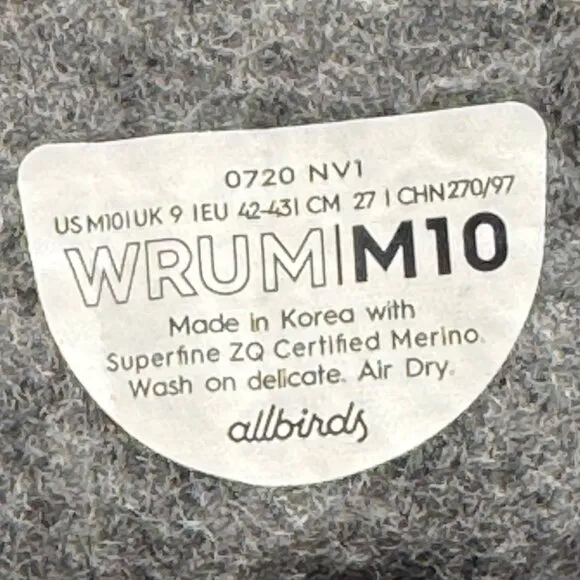 0720 NV1
US M10 | UK 9 | EU 42-43 | CM 27 | CHN 270/97
WRUM|M10
Made in Korea with
Superfine ZQ Certified Merino.
Wash on delicate. Air Dry.
allbirds